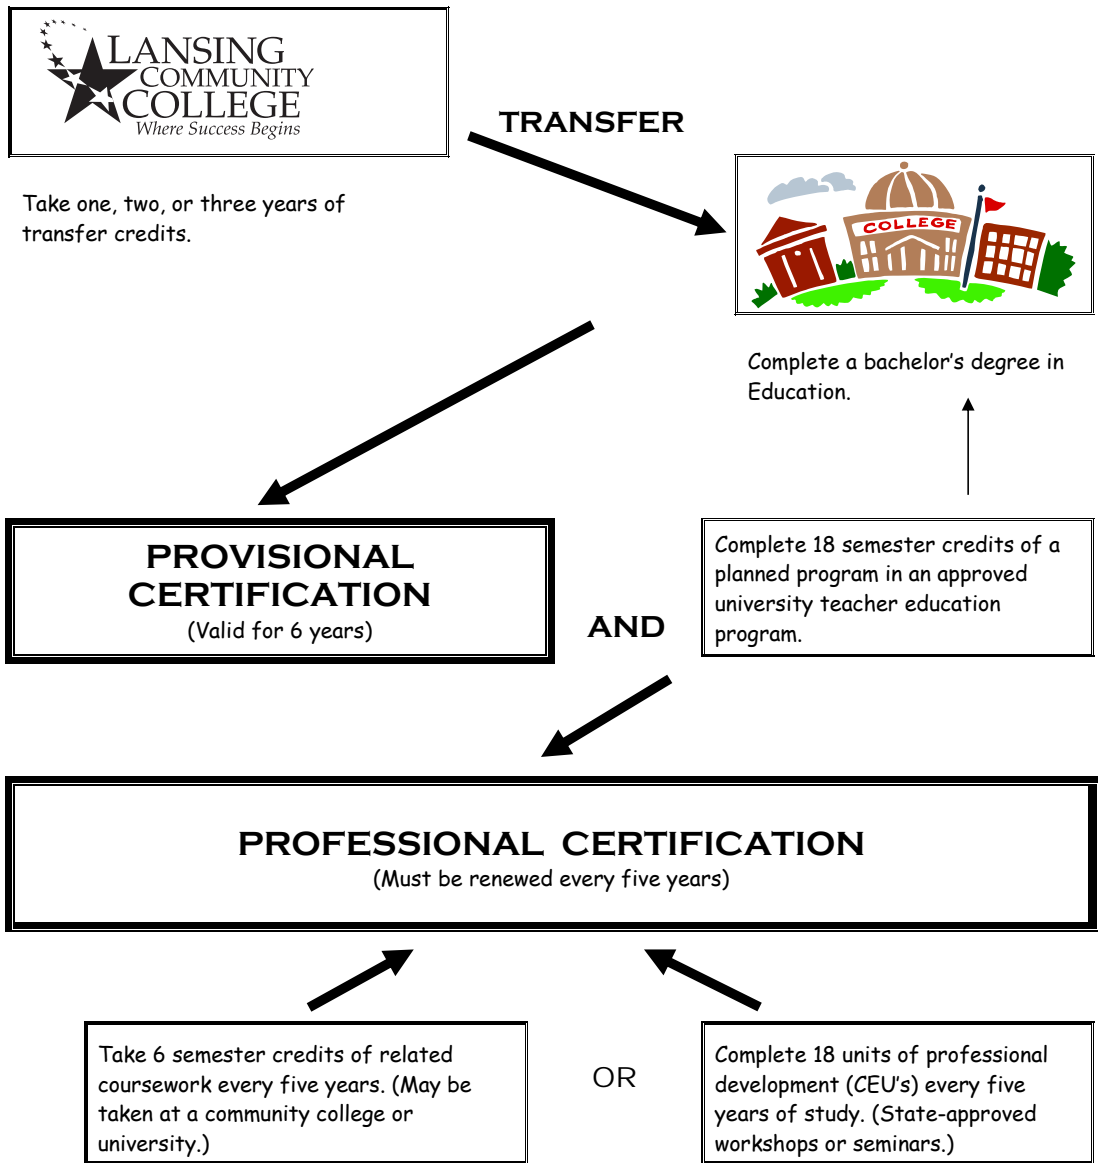 LANSING
COMMUNITY
COLLEGE
Where Success Begins
TRANSFER
Take one, two, or three years of
transfer credits.
COLLEGE
Complete a bachelor's degree in
Education.
PROVISIONAL
CERTIFICATION
(Valid for 6 years)
AND
Complete 18 semester credits of a
planned program in an approved
university teacher education
program.
PROFESSIONAL CERTIFICATION
(Must be renewed every five years)
Take 6 semester credits of related
coursework every five years. (May be
taken at a community college or
university.)
OR
Complete 18 units of professional
development (CEU's) every five
years of study. (State-approved
workshops or seminars.)